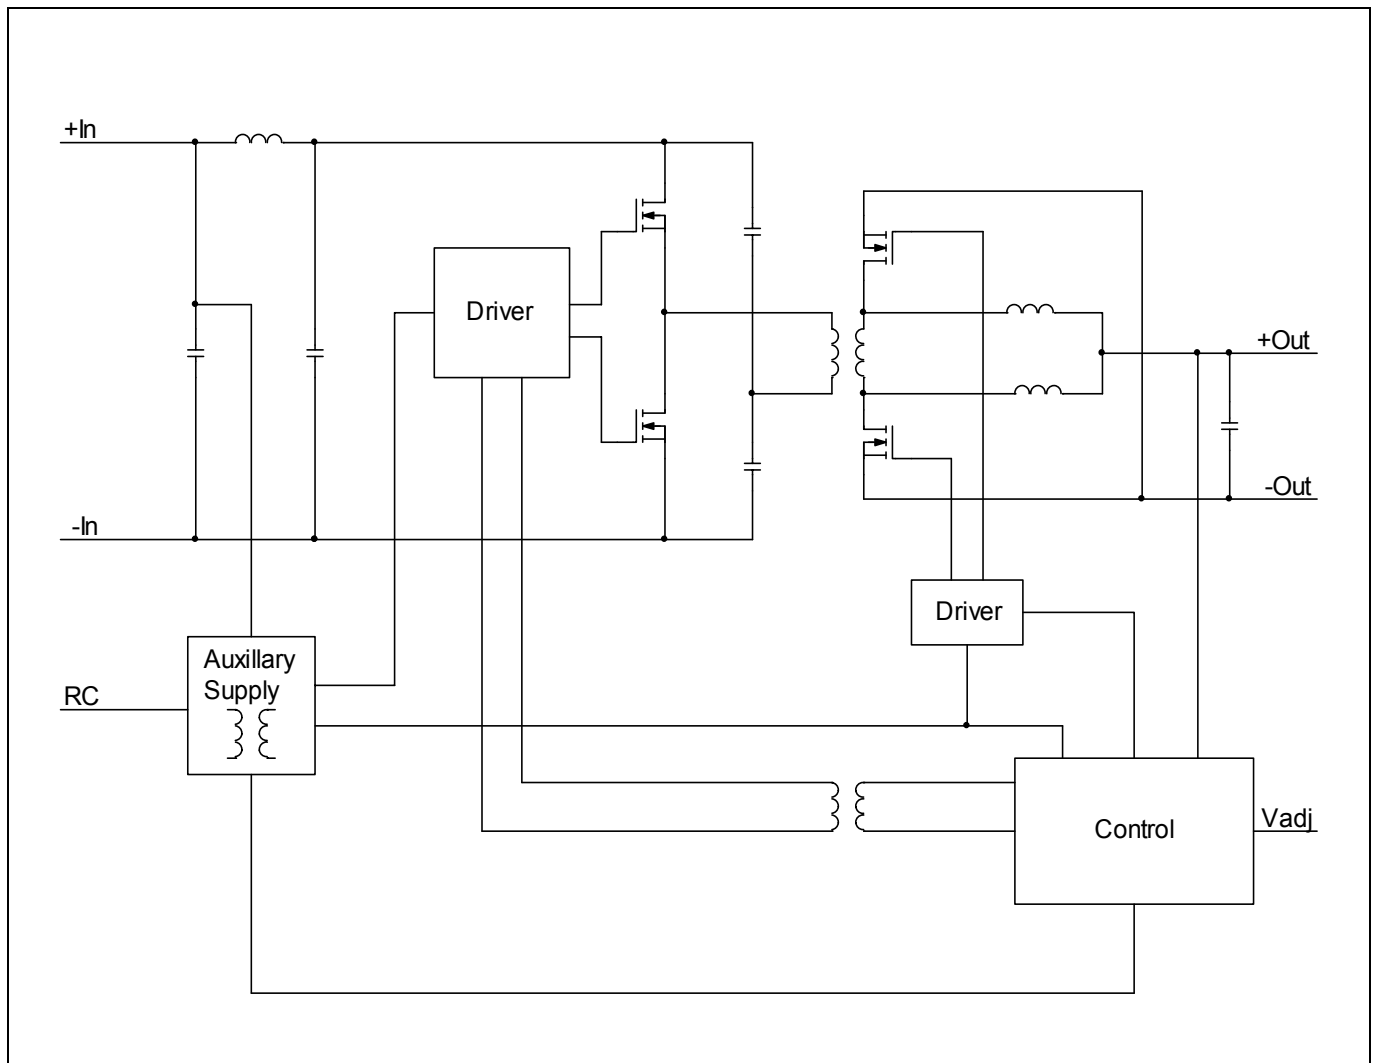 +In
Driver
+Out
-Out
-In
Driver
Auxillary
Supply
RC
Control
Vadj